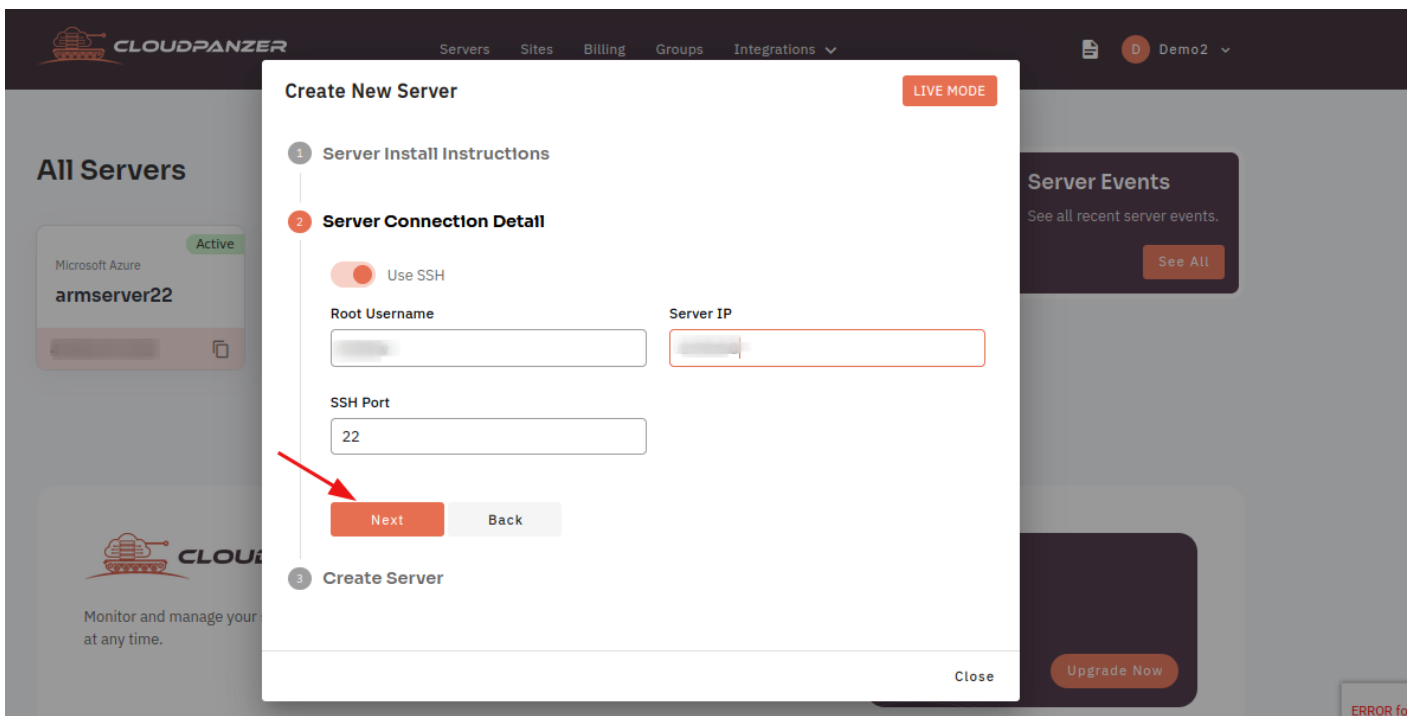 CLOUDPANZER
Servers Sites Billing Groups Integrations
D Demo2
Create New Server
LIVE MODE
1 Server Install Instructions
All Servers
Server Events
See all recent server events.
See All
2 Server Connection Detail
Active
Microsoft Azure
armserver22
Use SSH
Root Username Server IP
SSH Port
22
Next Back
CLOUD
3 Create Server
Monitor and manage your
at any time.
Close
Upgrade Now
ERROR fo